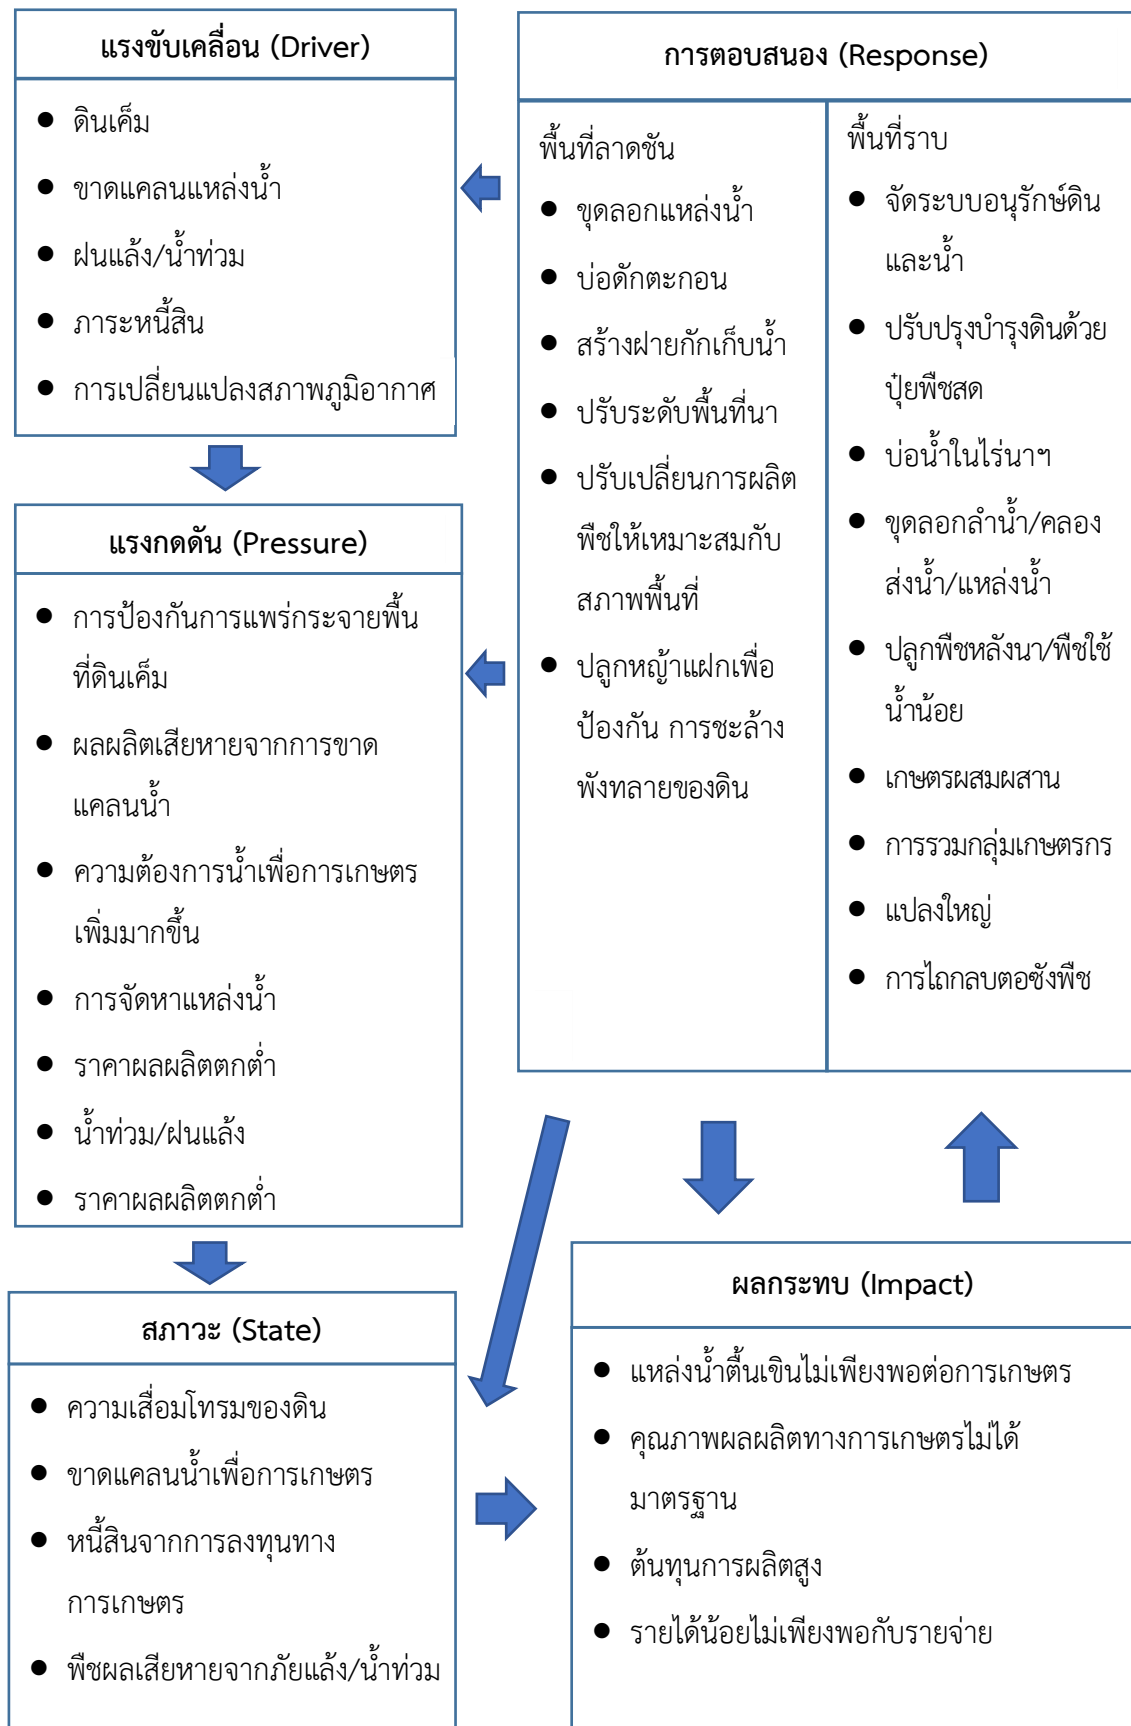 แรงขับเคลื่อน (Driver)
● ดินเค็ม
● ขาดแคลนแหล่งน้ำ
● ฝนแล้ง/น้ำท่วม
● ภาระหนี้สิน
● การเปลี่ยนแปลงสภาพภูมิอากาศ
แรงกดดัน (Pressure)
● การป้องกันการแพร่กระจายพื้น
ที่ดินเค็ม
● ผลผลิตเสียหายจากการขาด
แคลนน้ำ
● ความต้องการน้ำเพื่อการเกษตร
เพิ่มมากขึ้น
● การจัดหาแหล่งน้ำ
● ราคาผลผลิตตกต่ำ
● น้ำท่วม/ฝนแล้ง
● ราคาผลผลิตตกต่ำ
สภาวะ (State)
● ความเสื่อมโทรมของดิน
● ขาดแคลนน้ำเพื่อการเกษตร
● หนี้สินจากการลงทุนทาง
การเกษตร
● พืชผลเสียหายจากภัยแล้ง/น้ำท่วม
การตอบสนอง (Response)
พื้นที่ลาดชัน
● ขุดลอกแหล่งน้ำ
● บ่อดักตะกอน
● สร้างฝายกักเก็บน้ำ
● ปรับระดับพื้นที่นา
● ปรับเปลี่ยนการผลิต
พืชให้เหมาะสมกับ
สภาพพื้นที่
● ปลูกหญ้าแฝกเพื่อ
ป้องกัน การชะล้าง
พังทลายของดิน
พื้นที่ราบ
● จัดระบบอนุรักษ์ดิน
และน้ำ
● ปรับปรุงบำรุงดินด้วย
ปุ๋ยพืชสด
● บ่อน้ำในไร่นาฯ
● ขุดลอกลำน้ำ/คลอง
ส่งน้ำ/แหล่งน้ำ
● ปลูกพืชหลังนา/พืชใช้
น้ำน้อย
● เกษตรผสมผสาน
● การรวมกลุ่มเกษตรกร
● แปลงใหญ่
● การไถกลบตอซังพืช
ผลกระทบ (Impact)
● แหล่งน้ำตื้นเขินไม่เพียงพอต่อการเกษตร
● คุณภาพผลผลิตทางการเกษตรไม่ได้
มาตรฐาน
● ต้นทุนการผลิตสูง
● รายได้น้อยไม่เพียงพอกับรายจ่าย